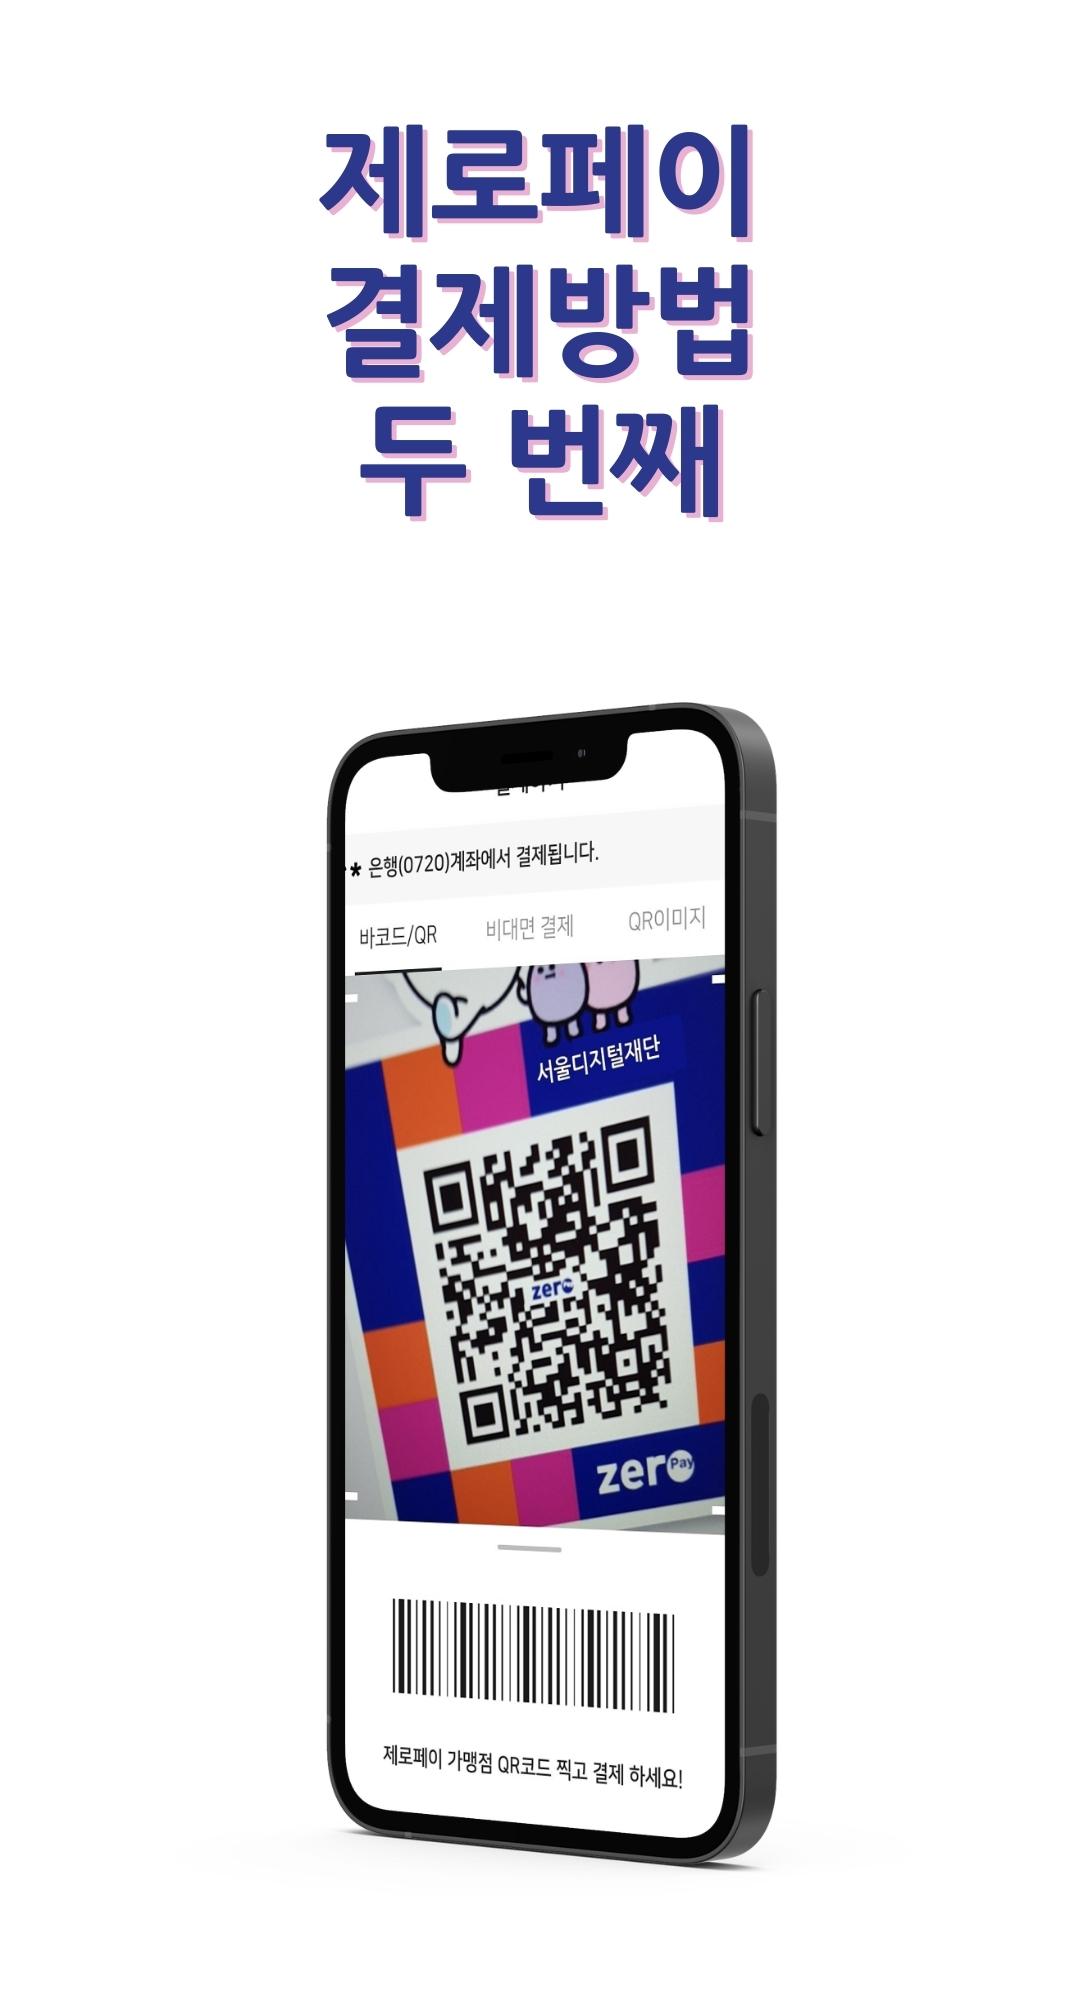 제로페이
결제방법
두 번째
* 은행(0720)계좌에서 결제됩니다.
바코드/QR
비대면 결제
QR이미지
서울디지털재단
zero
zero Pay
제로페이 가맹점 QR코드 찍고 결제 하세요!